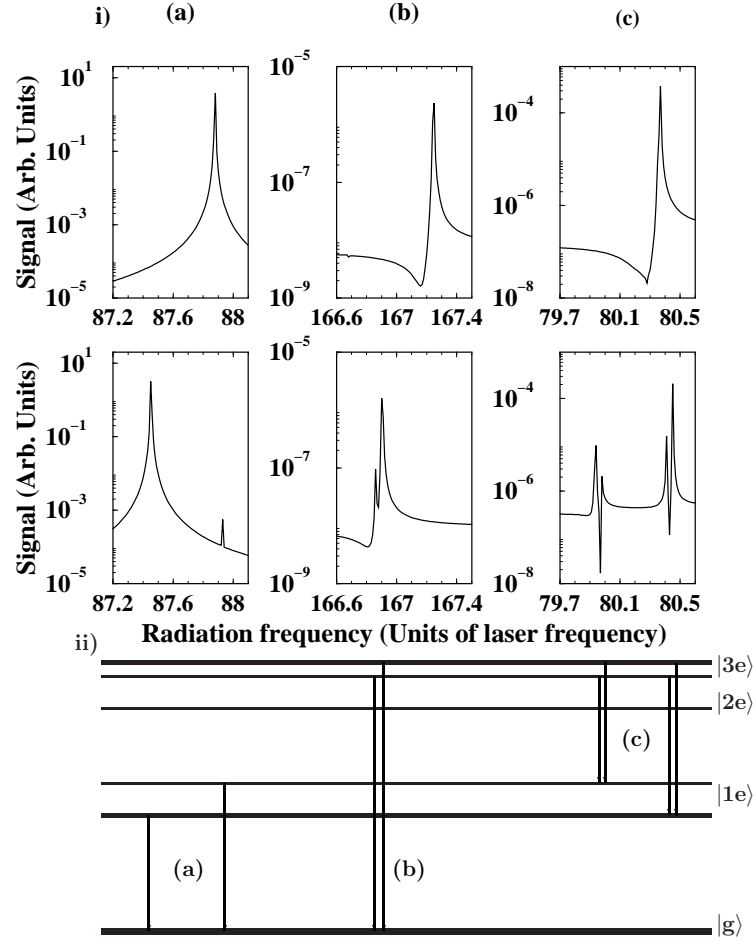 i) (a) (b) (c)
Signal (Arb. Units)
10^1
10^−1
10^−3
10^−5
87.2 87.6 88
10^−5
10^−7
10^−9
166.6 167 167.4
10^−4
10^−6
10^−8
79.7 80.1 80.5
Signal (Arb. Units)
10^1
10^−1
10^−3
10^−5
87.2 87.6 88
10^−5
10^−7
10^−9
166.6 167 167.4
10^−4
10^−6
10^−8
79.7 80.1 80.5
Radiation frequency (Units of laser frequency)
ii)
|3e⟩
|2e⟩
(c)
|1e⟩
(a) (b)
|g⟩